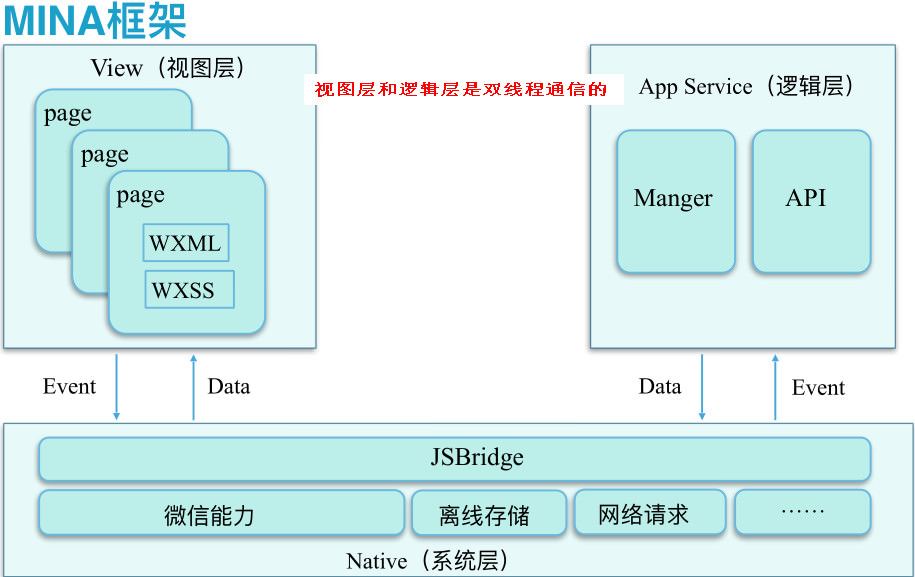 MINA框架
View（视图层）
视图层和逻辑层是双线程通信的
App Service（逻辑层）
page
page
page
WXML
WXSS
Manger
API
Event
Data
Data
Event
JSBridge
微信能力
离线存储
网络请求
······
Native（系统层）